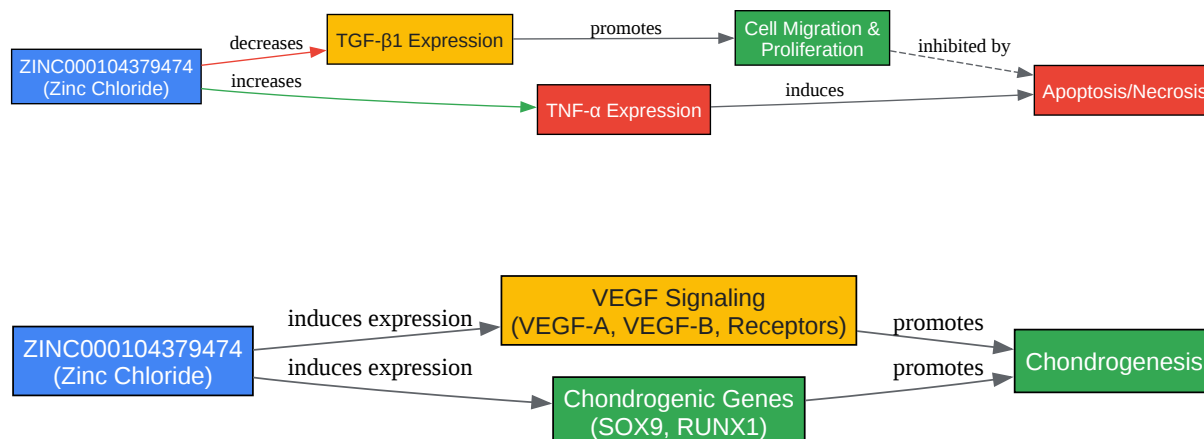 decreases
TGF-β1 Expression
promotes
Cell Migration &
Proliferation
inhibited by
ZINC000104379474
(Zinc Chloride)
increases
TNF-α Expression
induces
Apoptosis/Necrosis
VEGF Signaling
(VEGF-A, VEGF-B, Receptors)
induces expression
promotes
ZINC000104379474
(Zinc Chloride)
Chondrogenesis
induces expression
promotes
Chondrogenic Genes
(SOX9, RUNX1)